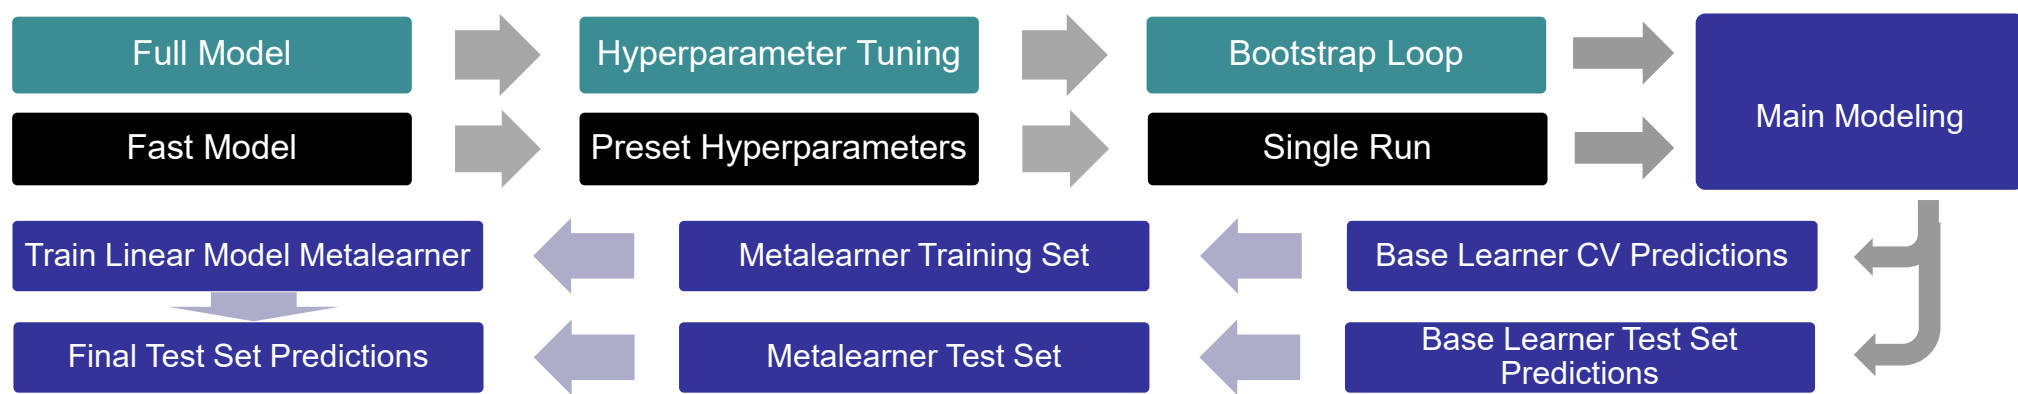 Full Model
Hyperparameter Tuning
Bootstrap Loop
Main Modeling
Fast Model
Preset Hyperparameters
Single Run
Train Linear Model Metalearner
Metalearner Training Set
Base Learner CV Predictions
Final Test Set Predictions
Metalearner Test Set
Base Learner Test Set
Predictions